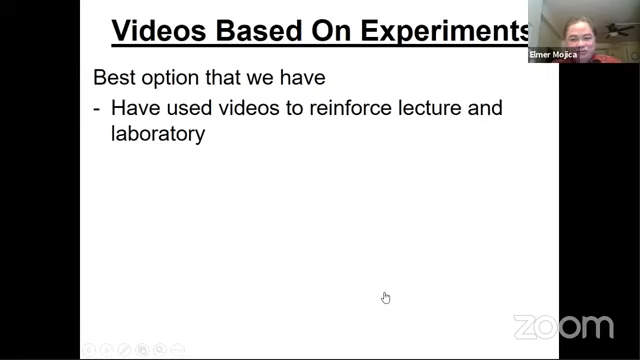 Videos Based On Experiments
Elmer Mojica
Best option that we have
- Have used videos to reinforce lecture and
laboratory
zoom